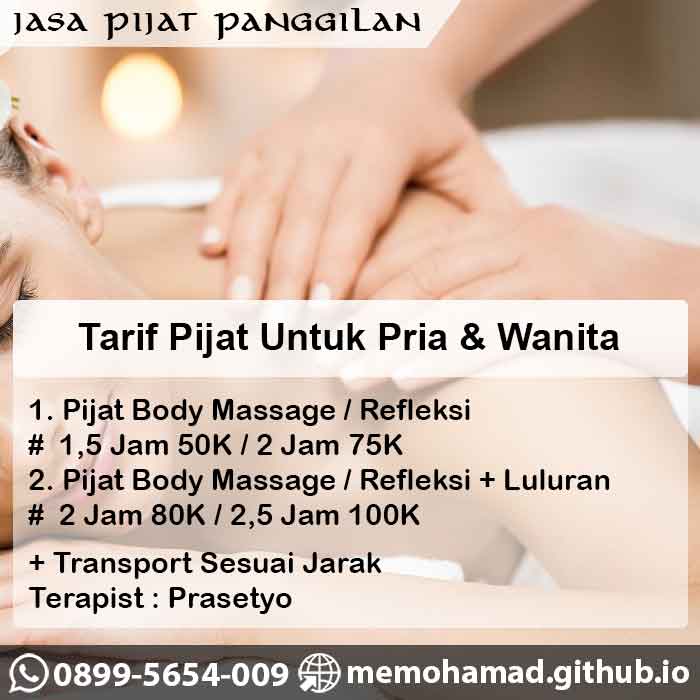 JASA PIJAT PANGGILAN
Tarif Pijat Untuk Pria & Wanita
1. Pijat Body Massage / Refleksi
# 1,5 Jam 50K / 2 Jam 75K
2. Pijat Body Massage / Refleksi + Luluran
# 2 Jam 80K / 2,5 Jam 100K
+ Transport Sesuai Jarak
Terapist : Prasetyo
0899-5654-009 memohamad.github.io